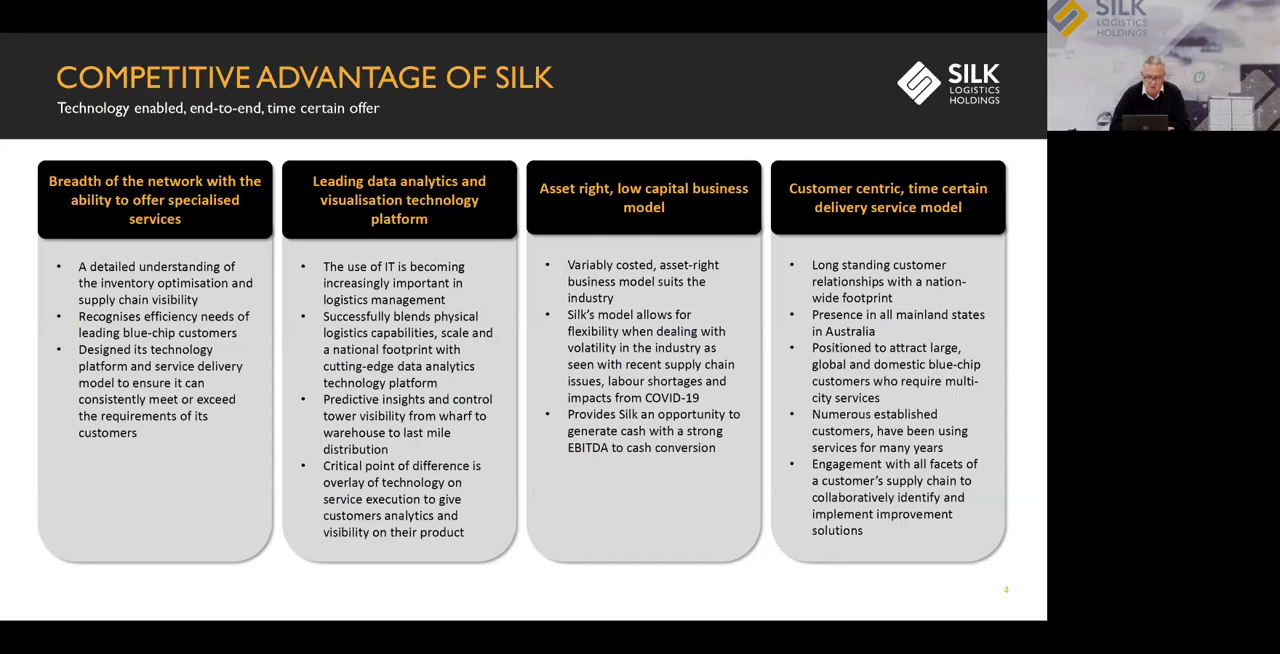 COMPETITIVE ADVANTAGE OF SILK
Technology enabled, end-to-end, time certain offer
SILK
LOGISTICS
HOLDINGS
SILK
LOGISTICS
HOLDINGS
Breadth of the network with the
ability to offer specialised
services
• A detailed understanding of
the inventory optimisation and
supply chain visibility
• Recognises efficiency needs of
leading blue-chip customers
• Designed its technology
platform and service delivery
model to ensure it can
consistently meet or exceed
the requirements of its
customers
Leading data analytics and
visualisation technology
platform
• The use of IT is becoming
increasingly important in
logistics management
• Successfully blends physical
logistics capabilities, scale and
a national footprint with
cutting-edge data analytics
technology platform
• Predictive insights and control
tower visibility from wharf to
warehouse to last mile
distribution
• Critical point of difference is
overlay of technology on
service execution to give
customers analytics and
visibility on their product
Asset right, low capital business
model
• Variably costed, asset-right
business model suits the
industry
• Silk's model allows for
flexibility when dealing with
volatility in the industry as
seen with recent supply chain
issues, labour shortages and
impacts from COVID-19
• Provides Silk an opportunity to
generate cash with a strong
EBITDA to cash conversion
Customer centric, time certain
delivery service model
• Long standing customer
relationships with a nation-
wide footprint
• Presence in all mainland states
in Australia
• Positioned to attract large,
global and domestic blue-chip
customers who require multi-
city services
• Numerous established
customers, have been using
services for many years
• Engagement with all facets of
a customer's supply chain to
collaboratively identify and
implement improvement
solutions
4